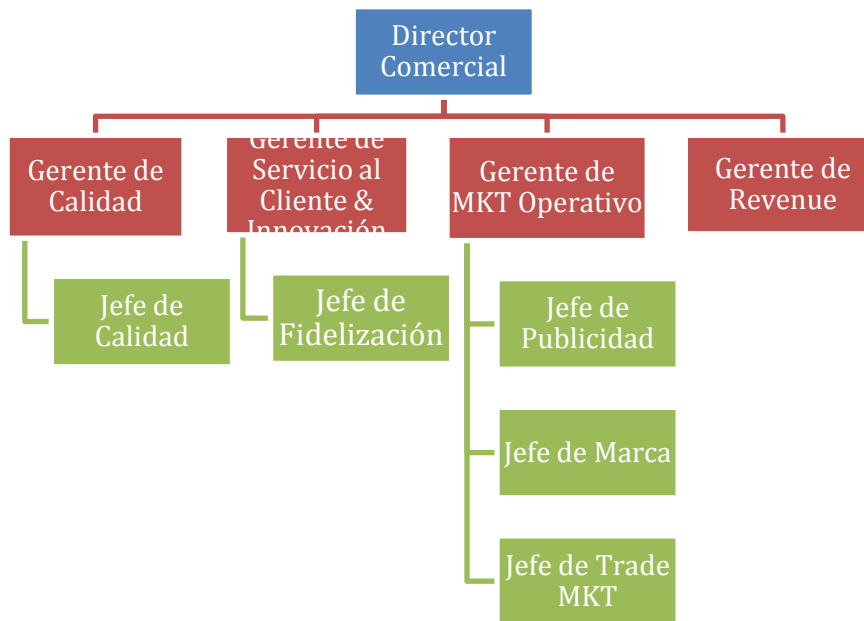 Director
Comercial
Gerente de
Calidad
Gerente de
Servicio al
Cliente &
Innovación
Gerente de
MKT Operativo
Gerente de
Revenue
Jefe de
Calidad
Jefe de
Fidelización
Jefe de
Publicidad
Jefe de Marca
Jefe de Trade
MKT